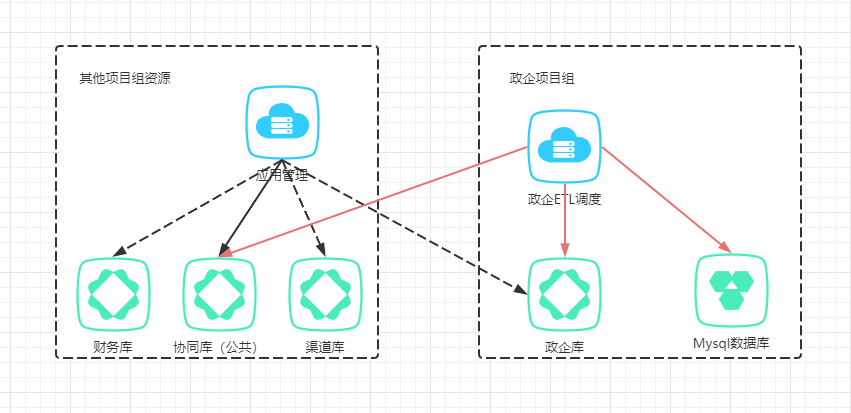 其他项目组资源
政企项目组
应用管理
政企ETL调度
财务库
协同库（公共）
渠道库
政企库
Mysql数据库